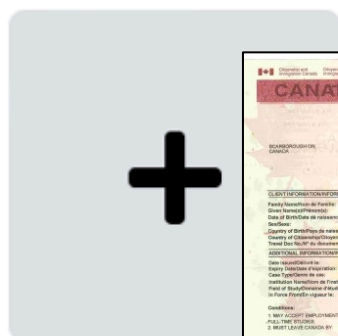 Citizenship and
Immigration Canada
CANA
SCARBOROUGH ON,
CANADA
CLIENT INFORMATION/INFOR
Family Name/Nom de Famille:
Given Name(s)/Prénom(s):
Date of Birth/Date de naissanc
Sex/Sexe:
Country of Birth/Pays de naiss
Country of Citizenship/Citoyen
Travel Doc No./N° du documen
ADDITIONAL INFORMATION/
Date Issued/Délivré le:
Expiry Date/Date d'expiration:
Case Type/Genre de cas:
Institution Name/Nom de l'inst
Field of Study/Domaine d'étud
In Force From/En vigueur le:
Conditions:
1. MAY ACCEPT EMPLOYMENT
FULL-TIME STUDIES.
2. MUST LEAVE CANADA BY